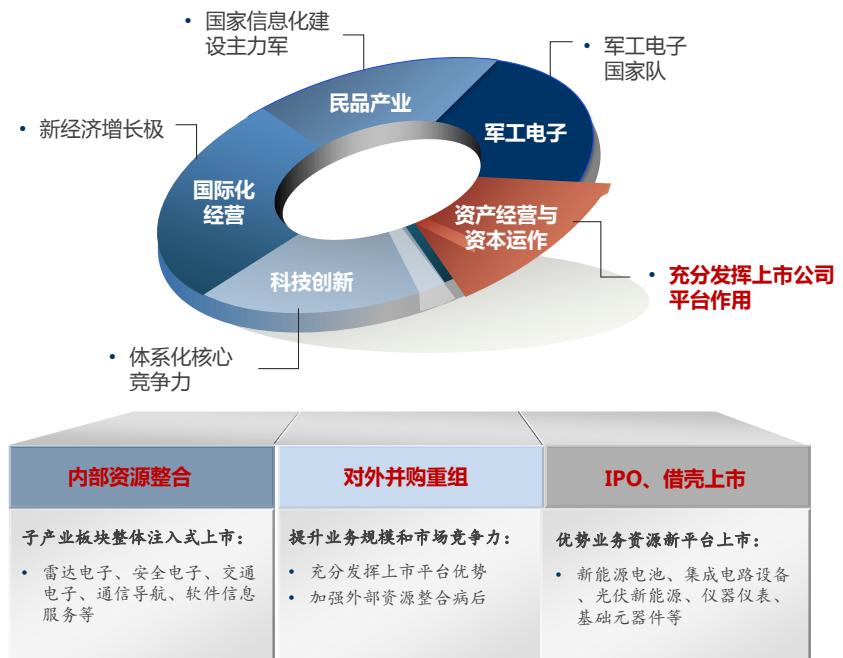 • 国家信息化建
设主力军
• 军工电子
国家队
民品产业
军工电子
• 新经济增长极
国际化
经营
资产经营与
资本运作
科技创新
• 充分发挥上市公司
平台作用
• 体系化核心
竞争力
内部资源整合
子产业板块整体注入式上市：
• 雷达电子、安全电子、交通
电子、通信导航、软件信息
服务等
对外并购重组
提升业务规模和市场竞争力：
• 充分发挥上市平台优势
• 加强外部资源整合病后
IPO、借壳上市
优势业务资源新平台上市：
• 新能源电池、集成电路设备
、光伏新能源、仪器仪表、
基础元器件等